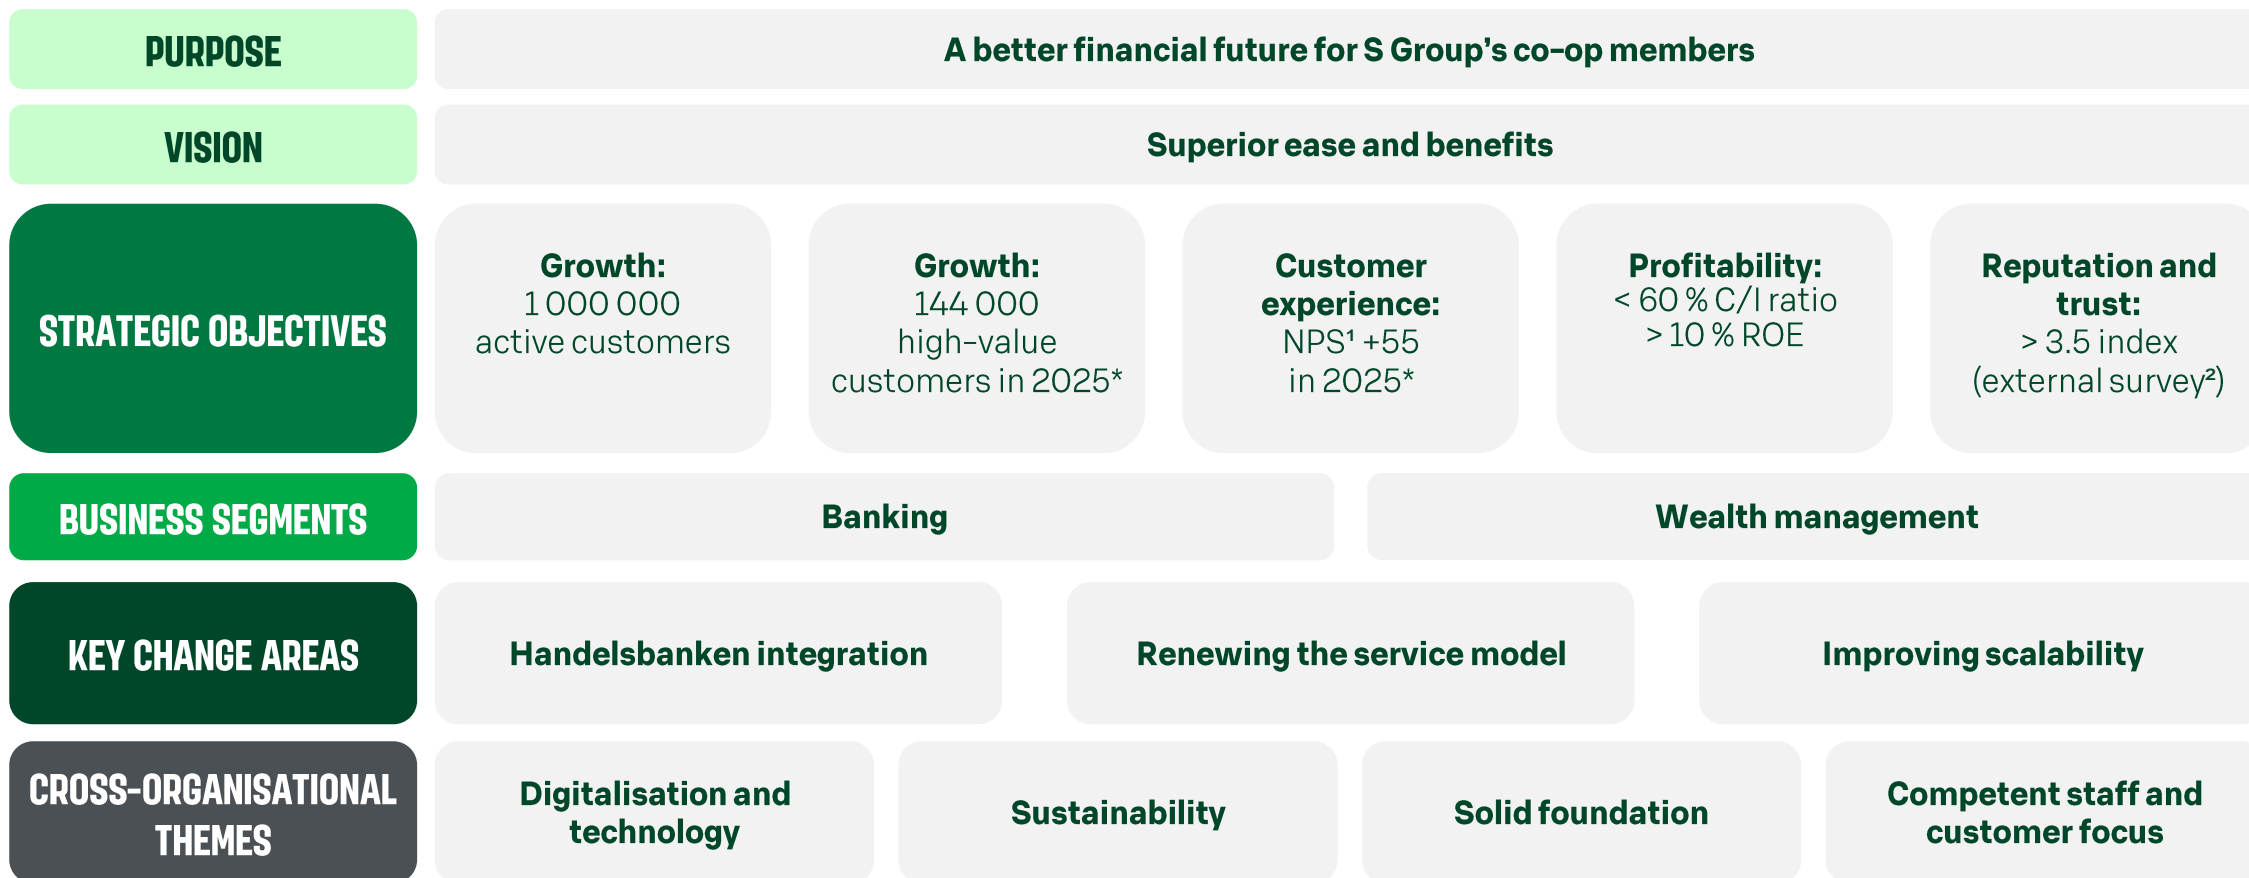 PURPOSE
A better financial future for S Group’s co-op members
VISION
Superior ease and benefits
STRATEGIC OBJECTIVES
Growth:
1 000 000
active customers
Growth:
144 000
high-value
customers in 2025*
Customer
experience:
NPS¹ +55
in 2025*
Profitability:
< 60 % C/I ratio
> 10 % ROE
Reputation and
trust:
> 3.5 index
(external survey²)
BUSINESS SEGMENTS
Banking
Wealth management
KEY CHANGE AREAS
Handelsbanken integration
Renewing the service model
Improving scalability
CROSS-ORGANISATIONAL
THEMES
Digitalisation and
technology
Sustainability
Solid foundation
Competent staff and
customer focus